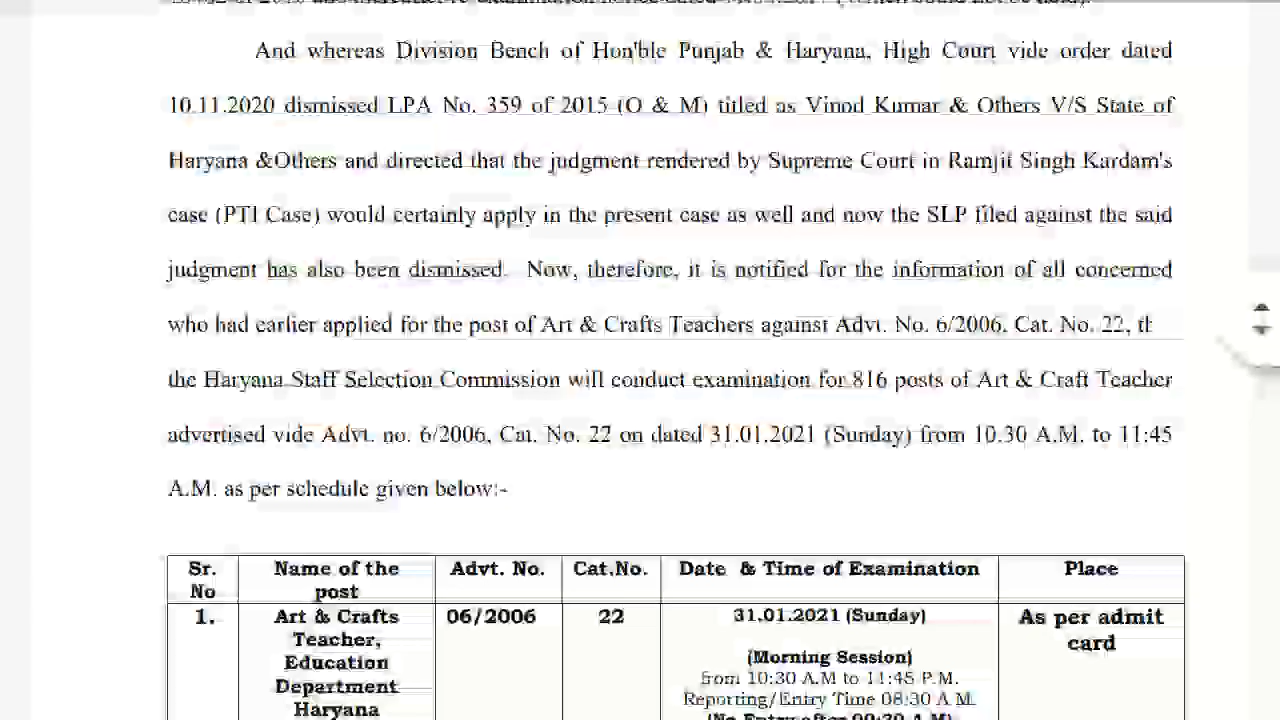 And whereas Division Bench of Hon'ble Punjab & Haryana, High Court vide order dated
10.11.2020 dismissed LPA No. 359 of 2015 (O & M) titled as Vinod Kumar & Others V/S State of
Haryana &Others and directed that the judgment rendered by Supreme Court in Ramjit Singh Kardam's
case (PTI Case) would certainly apply in the present case as well and now the SLP filed against the said
judgment has also been dismissed. Now, therefore, it is notified for the information of all concerned
who had earlier applied for the post of Art & Crafts Teachers against Advt. No. 6/2006, Cat. No. 22, th
the Haryana Staff Selection Commission will conduct examination for 816 posts of Art & Craft Teacher
advertised vide Advt. no. 6/2006, Cat. No. 22 on dated 31.01.2021 (Sunday) from 10.30 A.M. to 11:45
A.M. as per schedule given below:-
Sr. No Name of the post Advt. No. Cat.No. Date & Time of Examination Place
1. Art & Crafts Teacher, Education Department Haryana 06/2006 22 31.01.2021 (Sunday) As per admit card
(Morning Session)
from 10:30 A.M to 11:45 P.M.
Reporting/Entry Time 08:30 A.M.
(No Entry after 09:30 A.M)